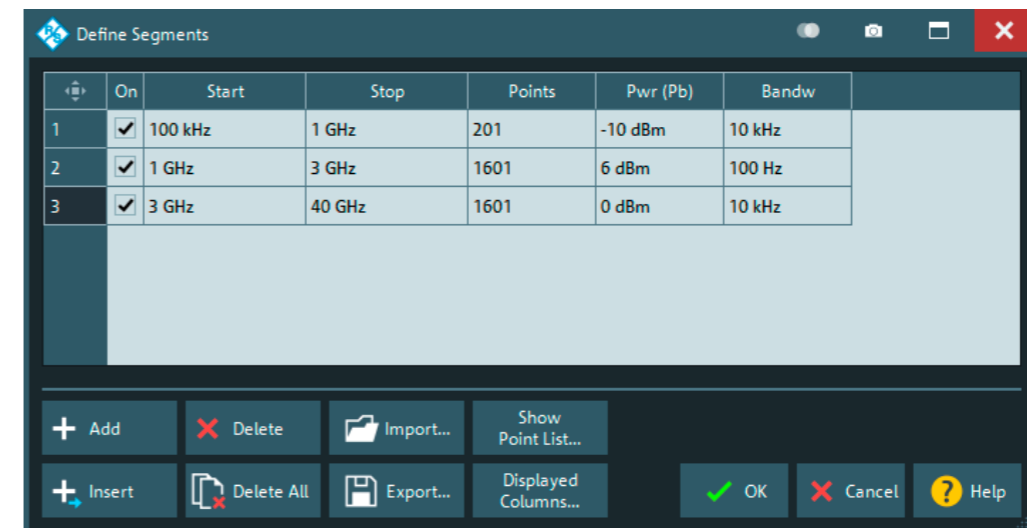 Define Segments
On Start Stop Points Pwr (Pb) Bandw
1 100 kHz 1 GHz 201 -10 dBm 10 kHz
2 1 GHz 3 GHz 1601 6 dBm 100 Hz
3 3 GHz 40 GHz 1601 0 dBm 10 kHz
Add Delete Import... Show
Point List...
Insert Delete All Export... Displayed
Columns... OK Cancel ? Help